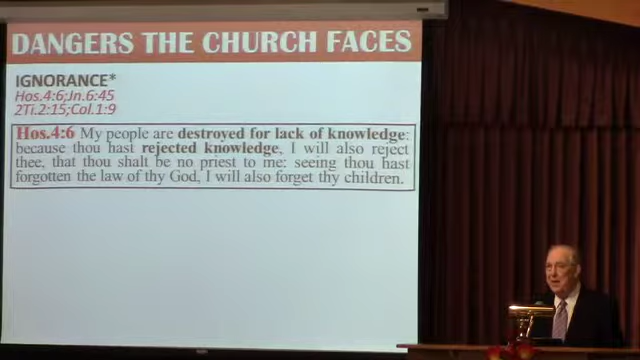 DANGERS THE CHURCH FACES
IGNORANCE*
Hos.4:6;Jn.6:45
2Ti.2:15;Col.1:9
Hos.4:6 My people are destroyed for lack of knowledge:
because thou hast rejected knowledge, I will also reject
thee, that thou shalt be no priest to me: seeing thou hast
forgotten the law of thy God, I will also forget thy children.